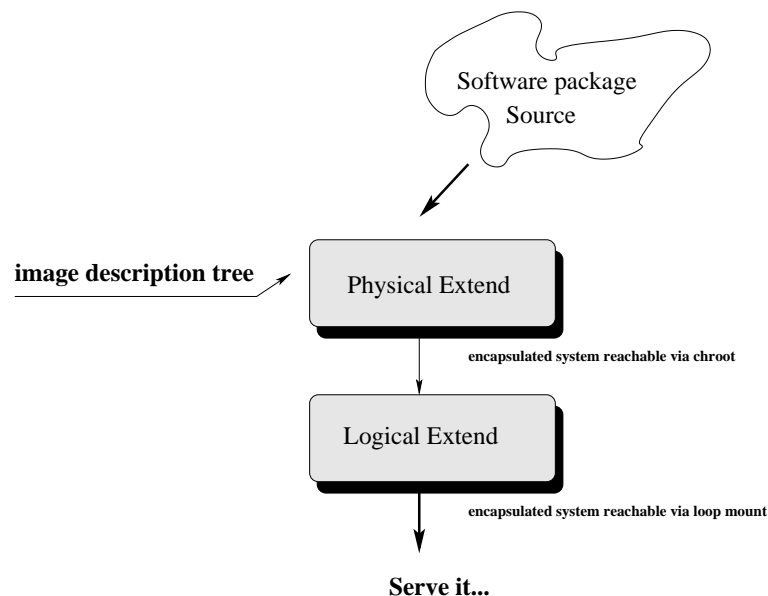 Software package
Source
image description tree
Physical Extend
encapsulated system reachable via chroot
Logical Extend
encapsulated system reachable via loop mount
Serve it...